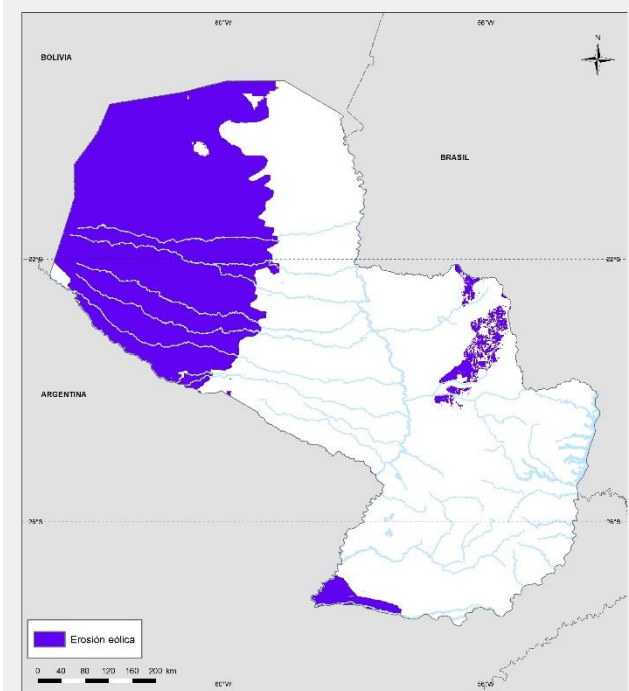 60°W 56°W
BOLIVIA
N
BRASIL
22°S 22°S
ARGENTINA
26°S 26°S
Erosión eólica
0 40 80 120 160 200 km
60°W 56°W